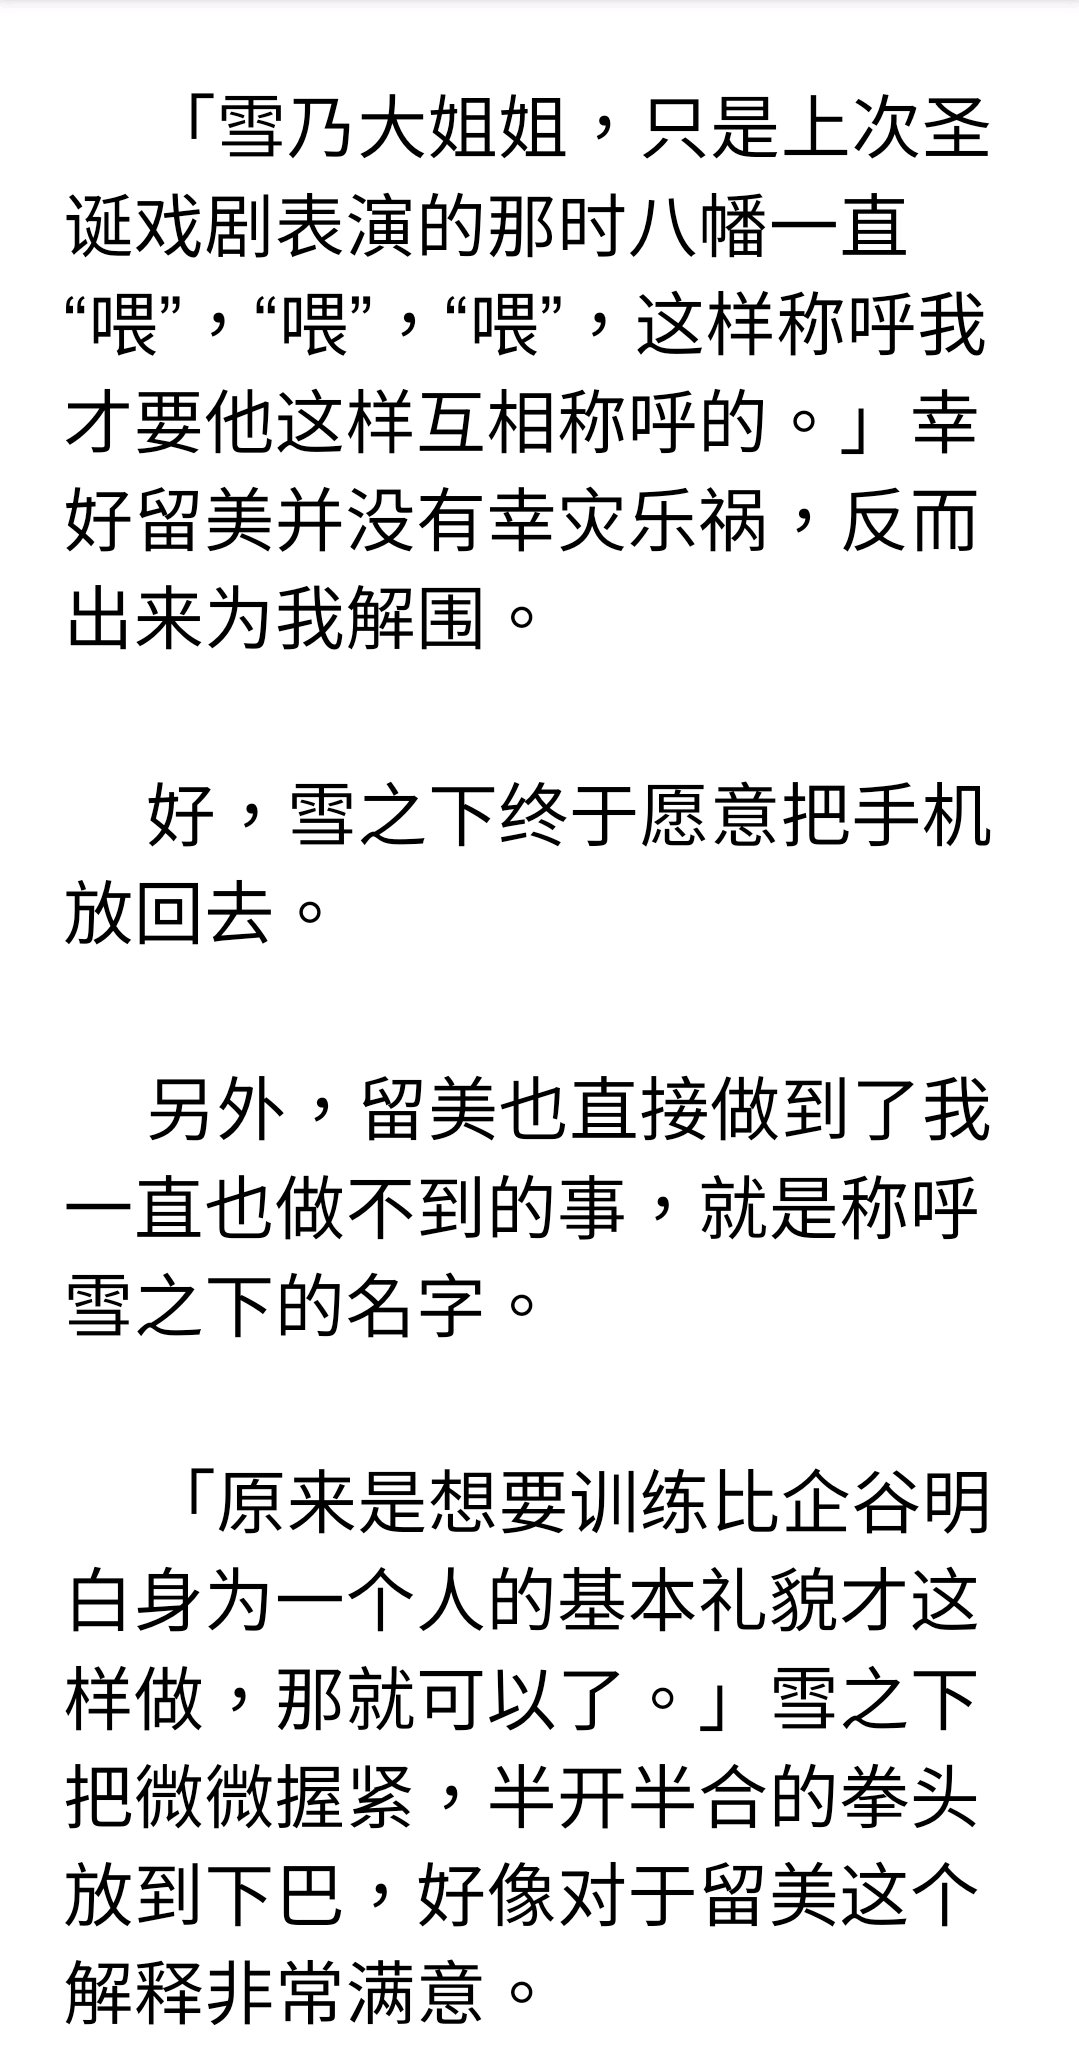 「雪乃大姐姐，只是上次圣
诞戏剧表演的那时八幡一直
“喂”，“喂”，“喂”，这样称呼我
才要他这样互相称呼的。」幸
好留美并没有幸灾乐祸，反而
出来为我解围。
好，雪之下终于愿意把手机
放回去。
另外，留美也直接做到了我
一直也做不到的事，就是称呼
雪之下的名字。
「原来是想要训练比企谷明
白身为一个人的基本礼貌才这
样做，那就可以了。」雪之下
把微微握紧，半开半合的拳头
放到下巴，好像对于留美这个
解释非常满意。